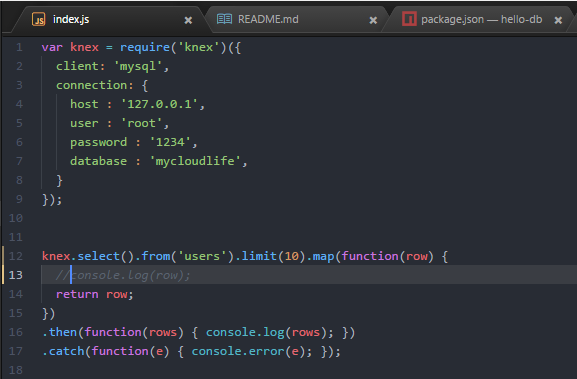 index.js
README.md
package.json — hello-db
1 var knex = require('knex')({
2   client: 'mysql',
3   connection: {
4     host : '127.0.0.1',
5     user : 'root',
6     password : '1234',
7     database : 'mycloudlife',
8   }
9 });
10
11
12 knex.select().from('users').limit(10).map(function(row) {
13   //console.log(row);
14   return row;
15 })
16 .then(function(rows) { console.log(rows); })
17 .catch(function(e) { console.error(e); });
18